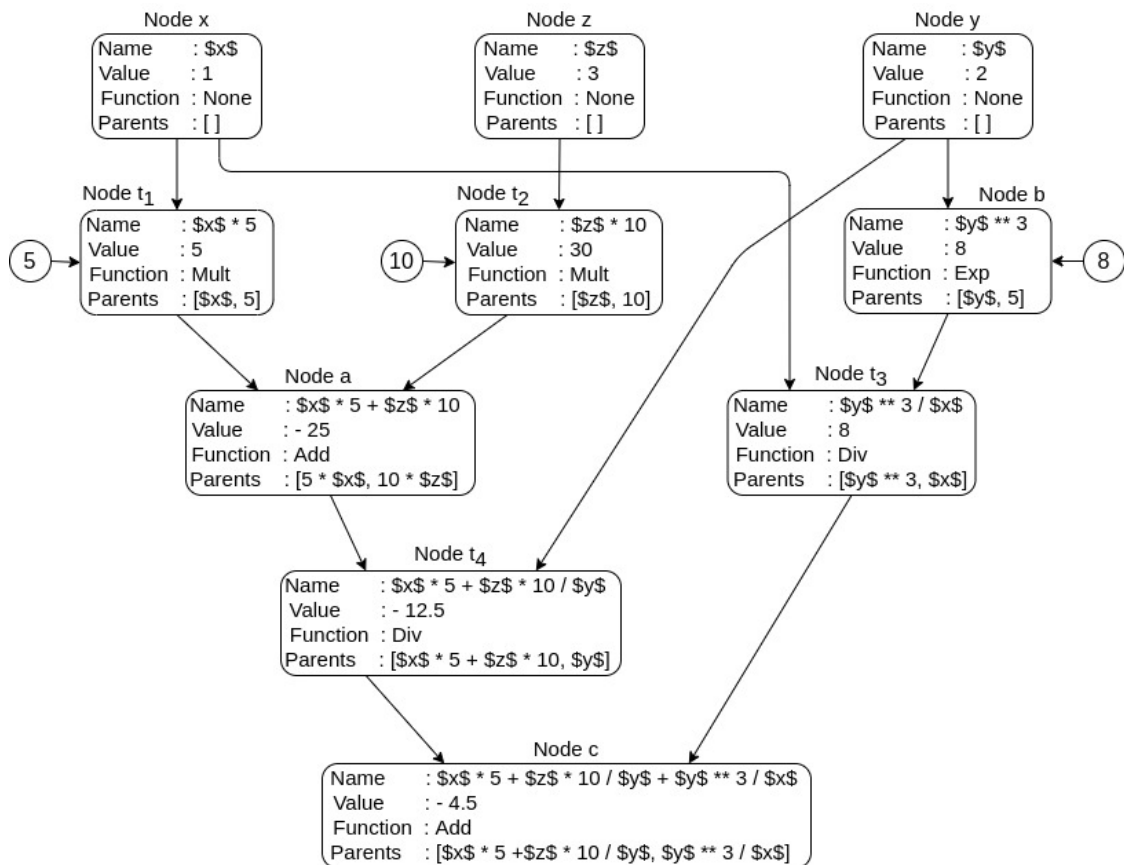 Node x
Name : $x$
Value : 1
Function : None
Parents : [ ]
Node z
Name : $z$
Value : 3
Function : None
Parents : [ ]
Node y
Name : $y$
Value : 2
Function : None
Parents : [ ]
Node t1
5
Name : $x$ * 5
Value : 5
Function : Mult
Parents : [$x$, 5]
Node t2
10
Name : $z$ * 10
Value : 30
Function : Mult
Parents : [$z$, 10]
Node b
Name : $y$ ** 3
Value : 8
Function : Exp
Parents : [$y$, 5]
8
Node a
Name : $x$ * 5 + $z$ * 10
Value : - 25
Function : Add
Parents : [5 * $x$, 10 * $z$]
Node t3
Name : $y$ ** 3 / $x$
Value : 8
Function : Div
Parents : [$y$ ** 3, $x$]
Node t4
Name : $x$ * 5 + $z$ * 10 / $y$
Value : - 12.5
Function : Div
Parents : [$x$ * 5 + $z$ * 10, $y$]
Node c
Name : $x$ * 5 + $z$ * 10 / $y$ + $y$ ** 3 / $x$
Value : - 4.5
Function : Add
Parents : [$x$ * 5 +$z$ * 10 / $y$, $y$ ** 3 / $x$]